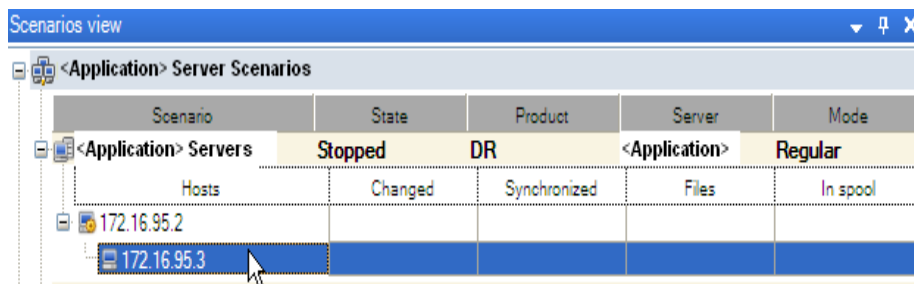 Scenarios view
<Application> Server Scenarios
Scenario State Product Server Mode
<Application> Servers Stopped DR <Application> Regular
Hosts Changed Synchronized Files In spool
172.16.95.2
172.16.95.3